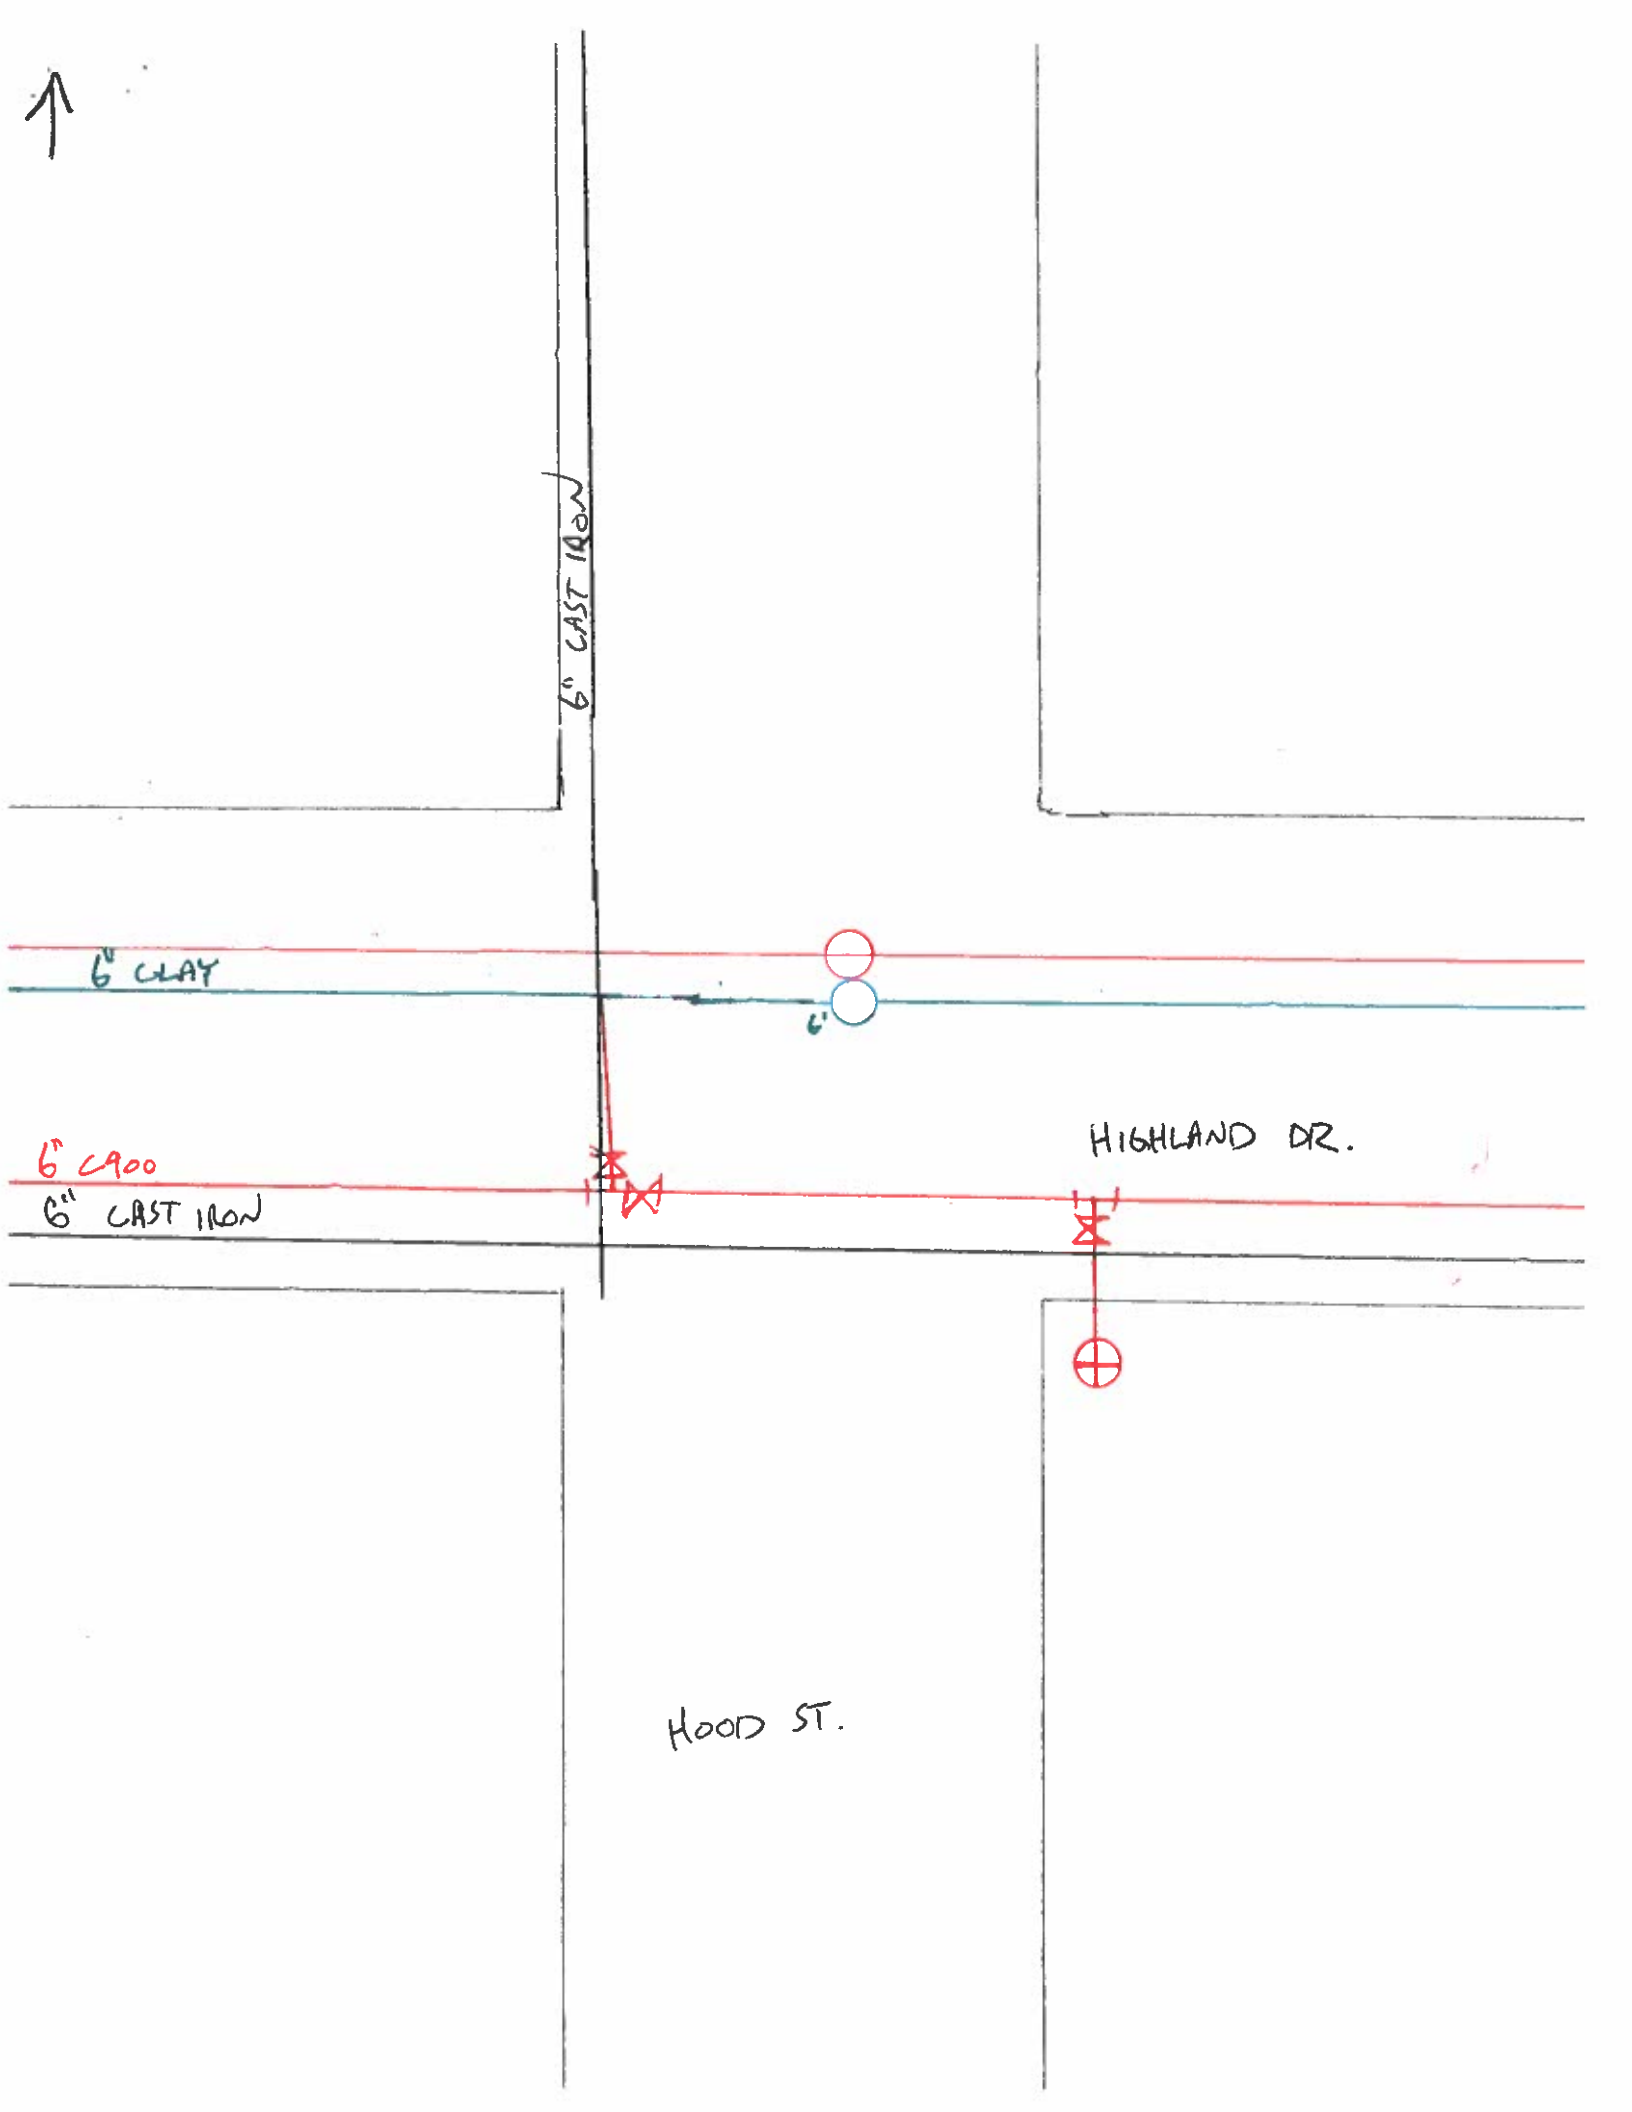 6" CAST IRON
6" CLAY
6'
HIGHLAND DR.
6" C900
6" CAST IRON
HOOD ST.